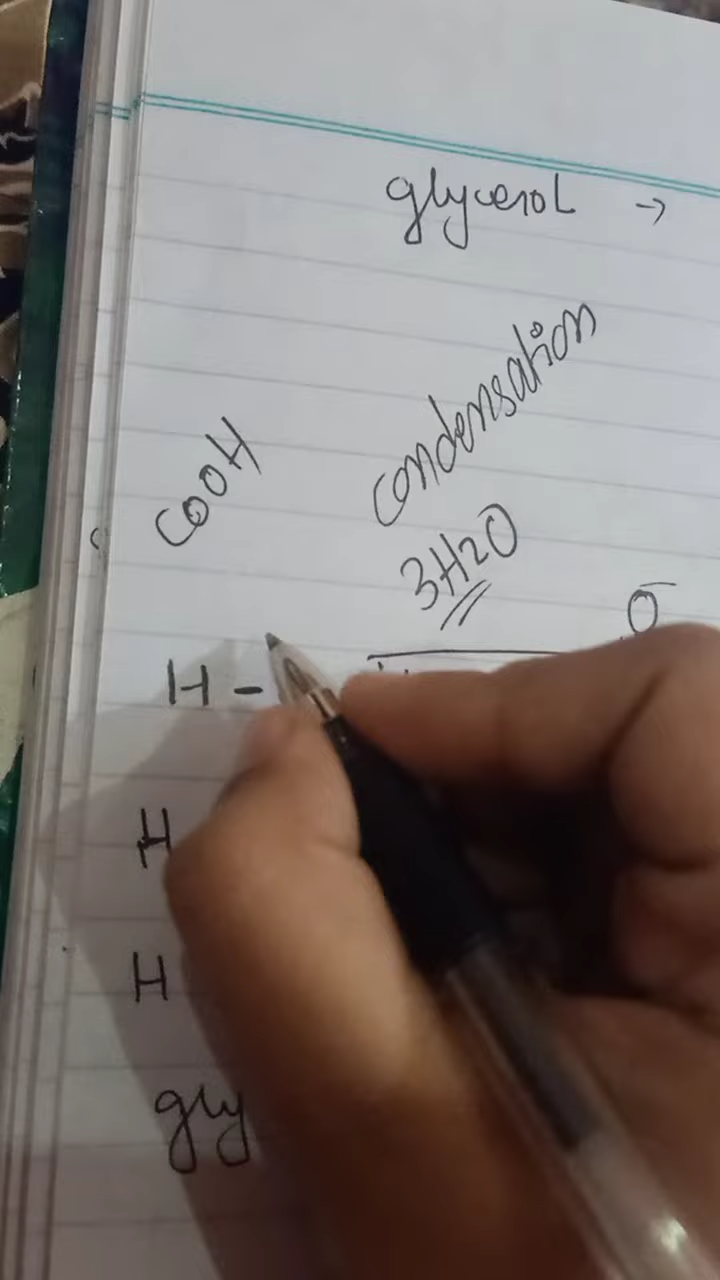 glycerol →
condensation
COOH
3H2O
O
H -
H
H
gly